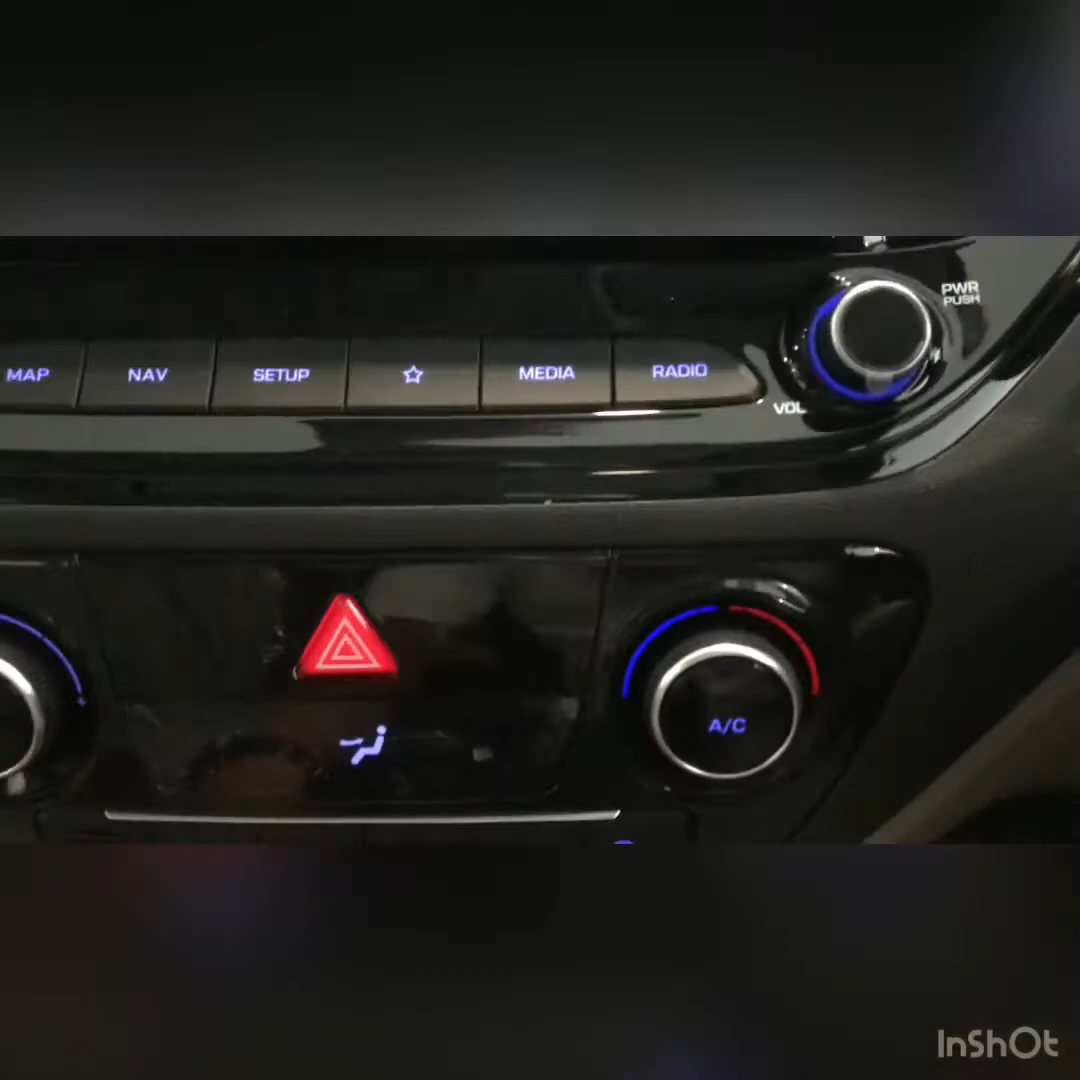 PWR
PUSH
MAP NAV SETUP MEDIA RADIO
VOL
A/C
InShOt